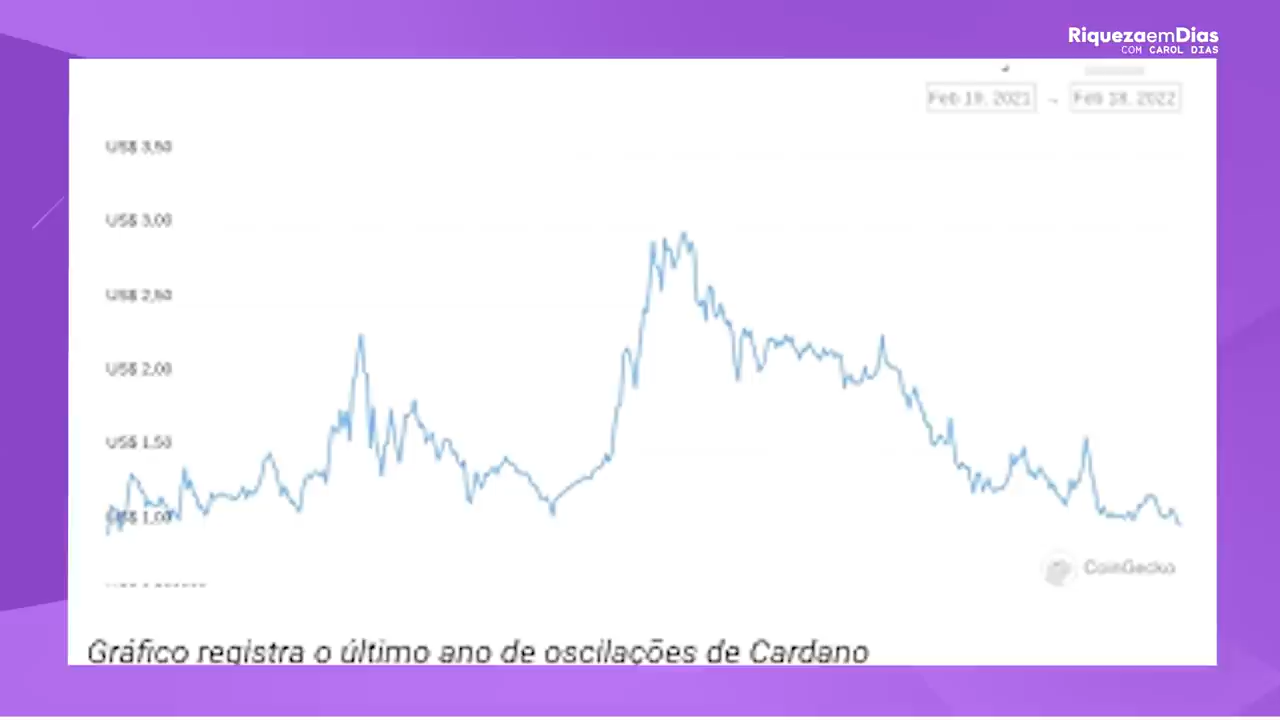 RiquezaemDias
COM CAROL DIAS
Feb 19, 2021 → Feb 18, 2022
US$ 3,50
US$ 3,00
US$ 2,50
US$ 2,00
US$ 1,50
US$ 1,00
CoinGecko
Gráfico registra o último ano de oscilações de Cardano